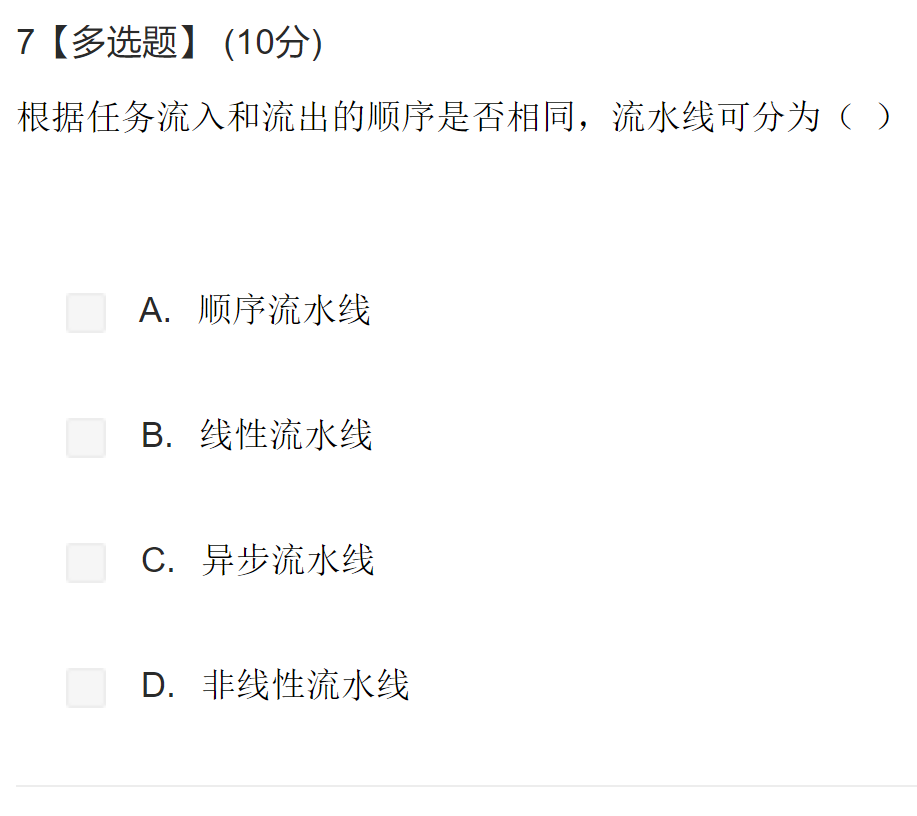 7【多选题】 (10分)
根据任务流入和流出的顺序是否相同，流水线可分为（ ）
A. 顺序流水线
B. 线性流水线
C. 异步流水线
D. 非线性流水线